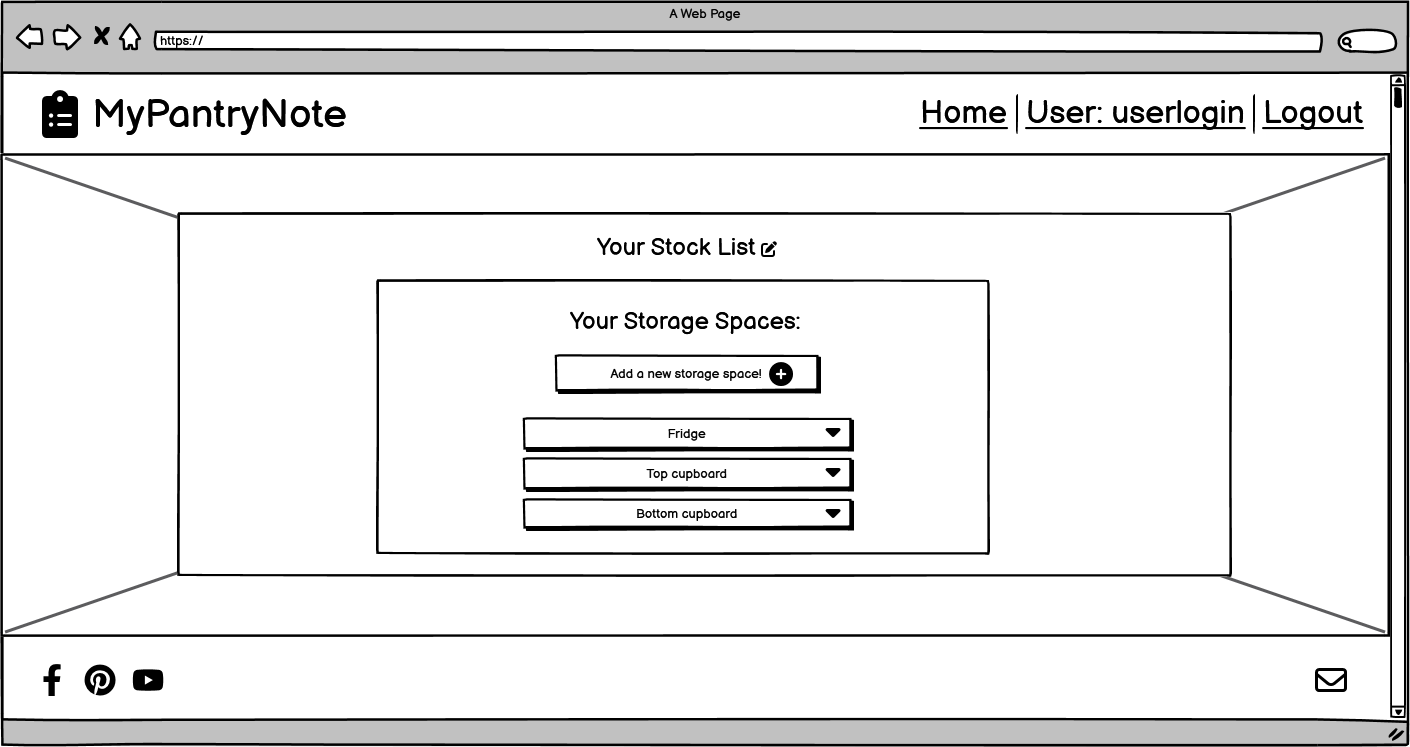 A Web Page
https://
MyPantryNote
Home | User: userlogin | Logout
Your Stock List
Your Storage Spaces:
Add a new storage space!
Fridge
Top cupboard
Bottom cupboard